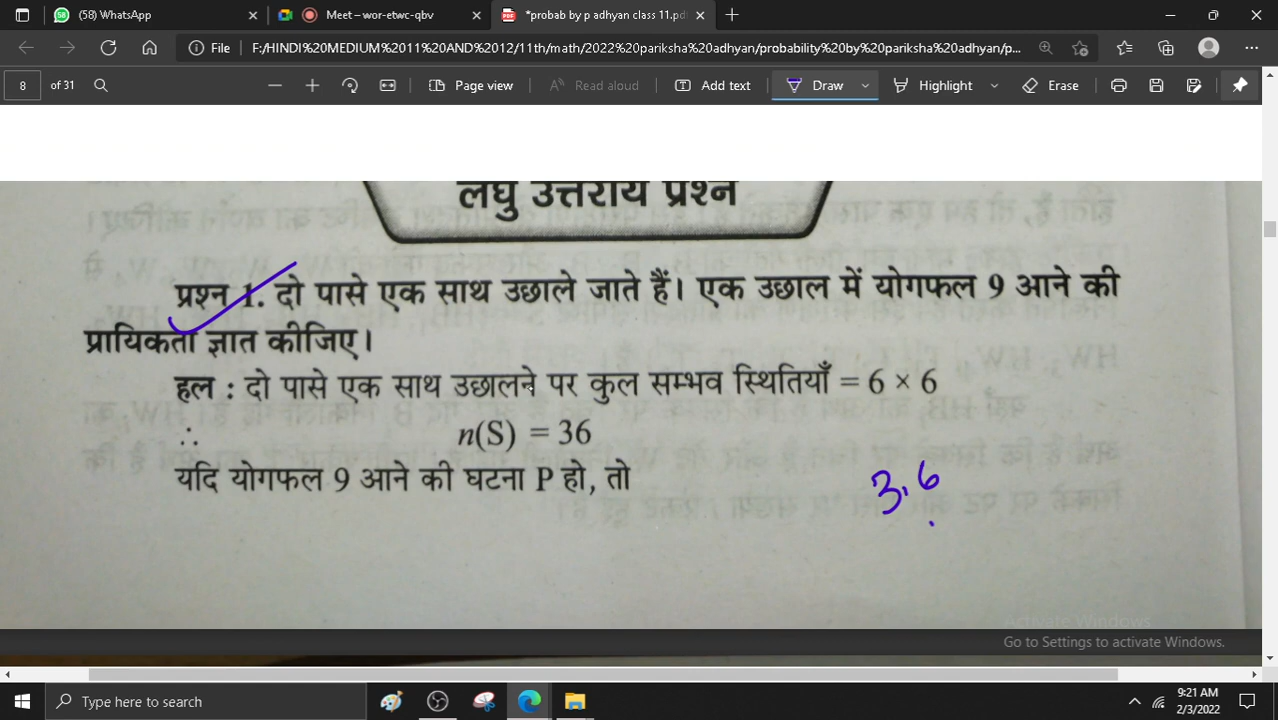 (58) WhatsApp
Meet – wor-etwc-qbv
*probab by p adhyan class 11.pd
File
F:/HINDI%20MEDIUM%2011%20AND%2012/11th/math/2022%20pariksha%20adhyan/probability%20by%20pariksha%20adhyan/p...
8 of 31
Page view
Read aloud
Add text
Draw
Highlight
Erase
लघु उत्तरीय प्रश्न
प्रश्न 1. दो पासे एक साथ उछाले जाते हैं। एक उछाल में योगफल 9 आने की
प्रायिकता ज्ञात कीजिए।
हल : दो पासे एक साथ उछालने पर कुल सम्भव स्थितियाँ = 6 × 6
∴ n(S) = 36
यदि योगफल 9 आने की घटना P हो, तो
3,6
Activate Windows
Go to Settings to activate Windows.
Type here to search
9:21 AM
2/3/2022